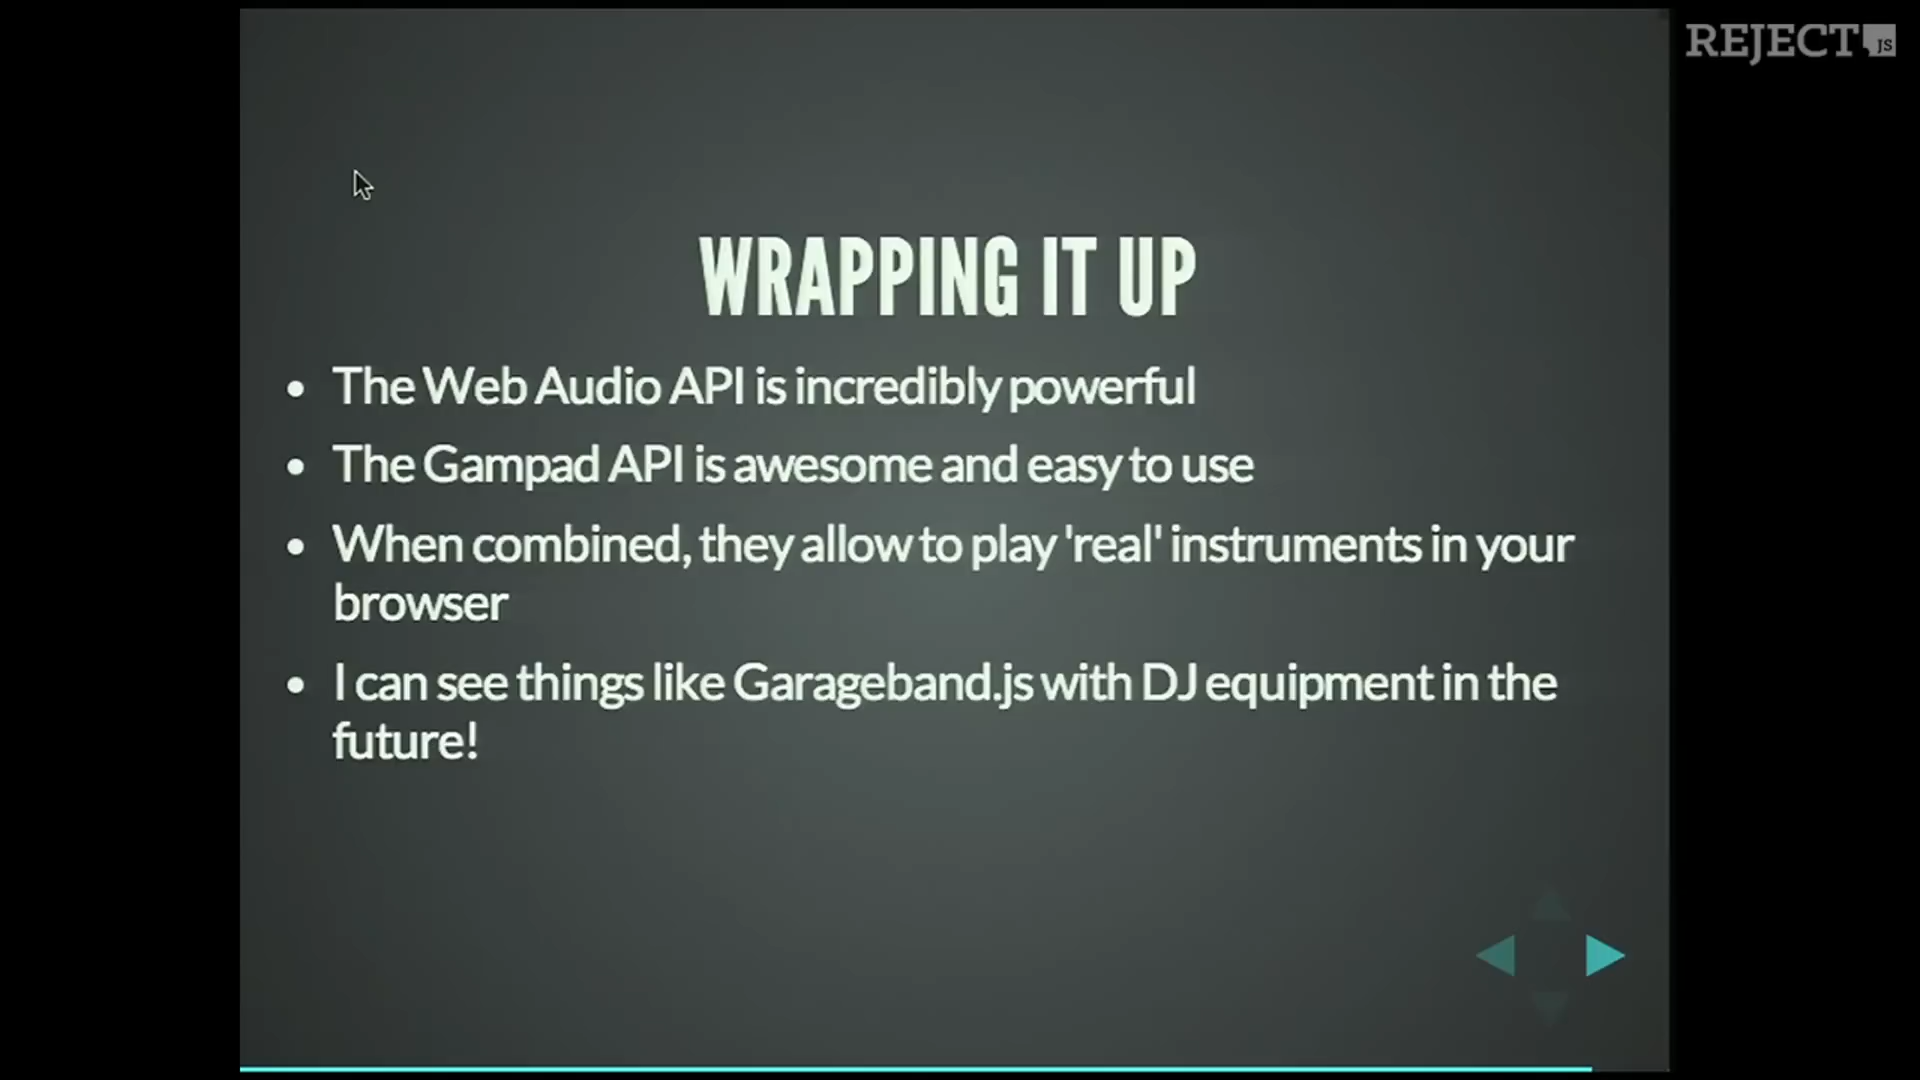 REJECT JS
WRAPPING IT UP
• The Web Audio API is incredibly powerful
• The Gampad API is awesome and easy to use
• When combined, they allow to play 'real' instruments in your
browser
• I can see things like Garageband.js with DJ equipment in the
future!